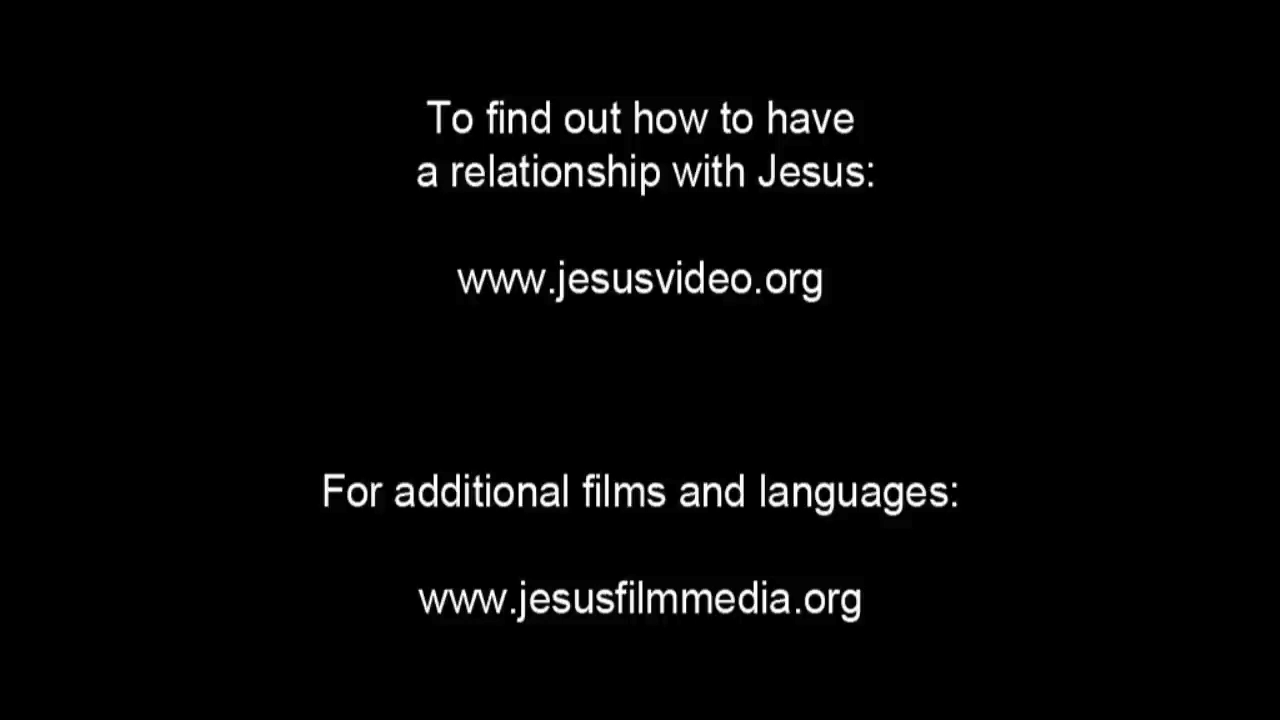 To find out how to have
a relationship with Jesus:
www.jesusvideo.org
For additional films and languages:
www.jesusfilmmedia.org